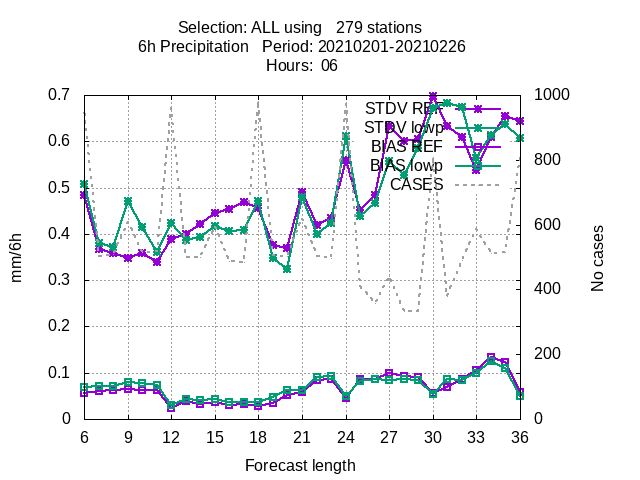 Selection: ALL using 279 stations
6h Precipitation Period: 20210201-20210226
Hours: 06
0.7
0.6
0.5
0.4
0.3
0.2
0.1
0
1000
800
600
400
200
0
STDV REF
STDV lowp
BIAS REF
BIAS lowp
CASES
mm/6h
No cases
6 9 12 15 18 21 24 27 30 33 36
Forecast length